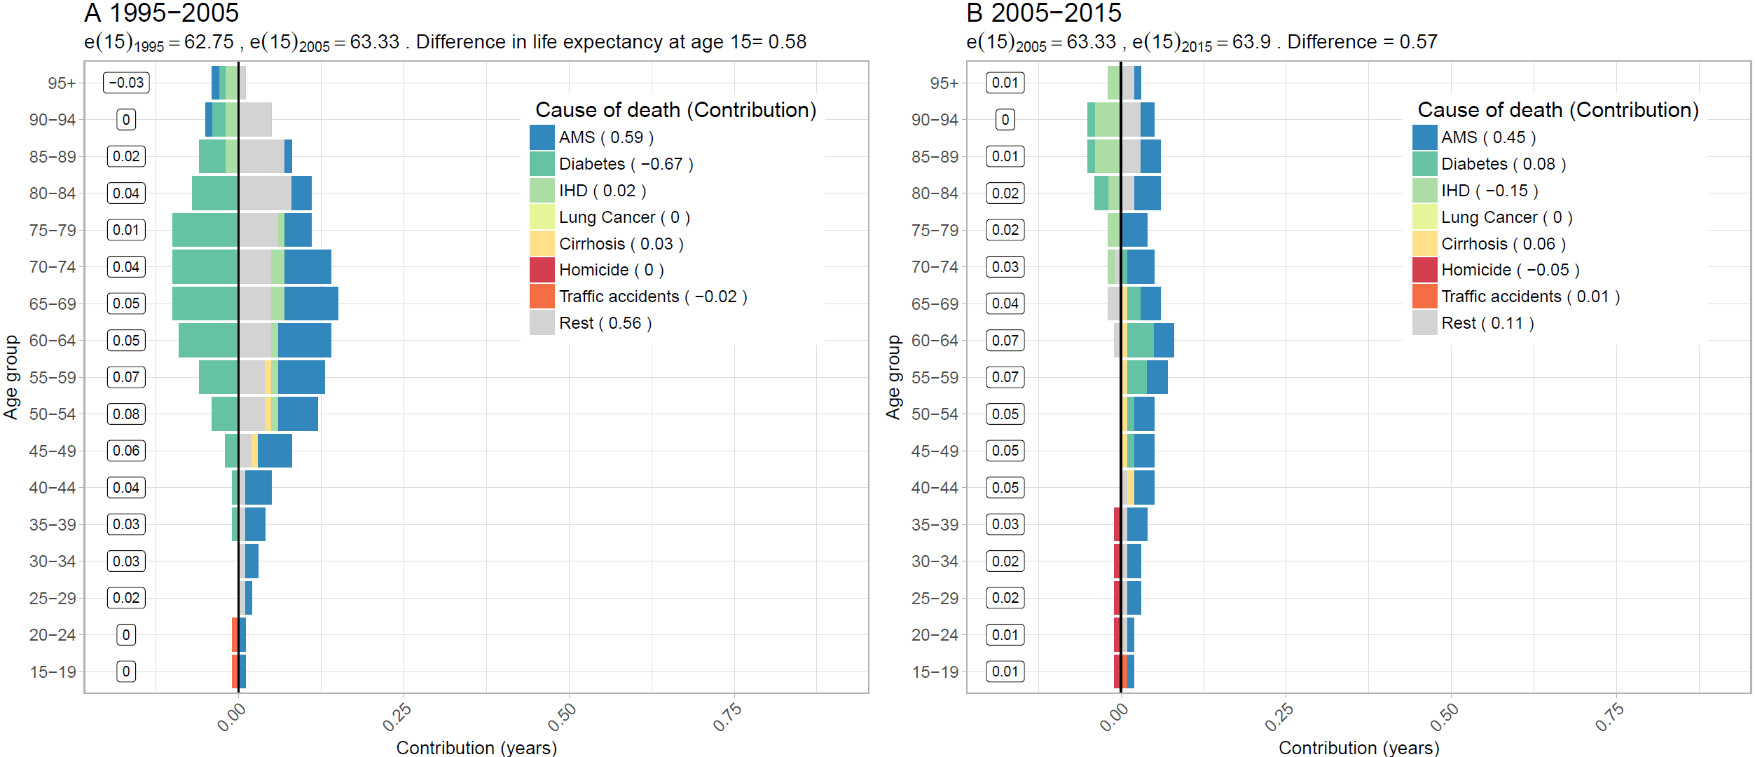 A 1995−2005
e(15)1995 = 62.75 , e(15)2005 = 63.33 . Difference in life expectancy at age 15= 0.58
Age group
95+ −0.03
90−94 0
85−89 0.02
80−84 0.04
75−79 0.01
70−74 0.04
65−69 0.05
60−64 0.05
55−59 0.07
50−54 0.08
45−49 0.06
40−44 0.04
35−39 0.03
30−34 0.03
25−29 0.02
20−24 0
15−19 0
Cause of death (Contribution)
AMS ( 0.59 )
Diabetes ( −0.67 )
IHD ( 0.02 )
Lung Cancer ( 0 )
Cirrhosis ( 0.03 )
Homicide ( 0 )
Traffic accidents ( −0.02 )
Rest ( 0.56 )
0.00 0.25 0.50 0.75
Contribution (years)
B 2005−2015
e(15)2005 = 63.33 , e(15)2015 = 63.9 . Difference = 0.57
Age group
95+ 0.01
90−94 0
85−89 0.01
80−84 0.02
75−79 0.02
70−74 0.03
65−69 0.04
60−64 0.07
55−59 0.07
50−54 0.05
45−49 0.05
40−44 0.05
35−39 0.03
30−34 0.02
25−29 0.02
20−24 0.01
15−19 0.01
Cause of death (Contribution)
AMS ( 0.45 )
Diabetes ( 0.08 )
IHD ( −0.15 )
Lung Cancer ( 0 )
Cirrhosis ( 0.06 )
Homicide ( −0.05 )
Traffic accidents ( 0.01 )
Rest ( 0.11 )
0.00 0.25 0.50 0.75
Contribution (years)